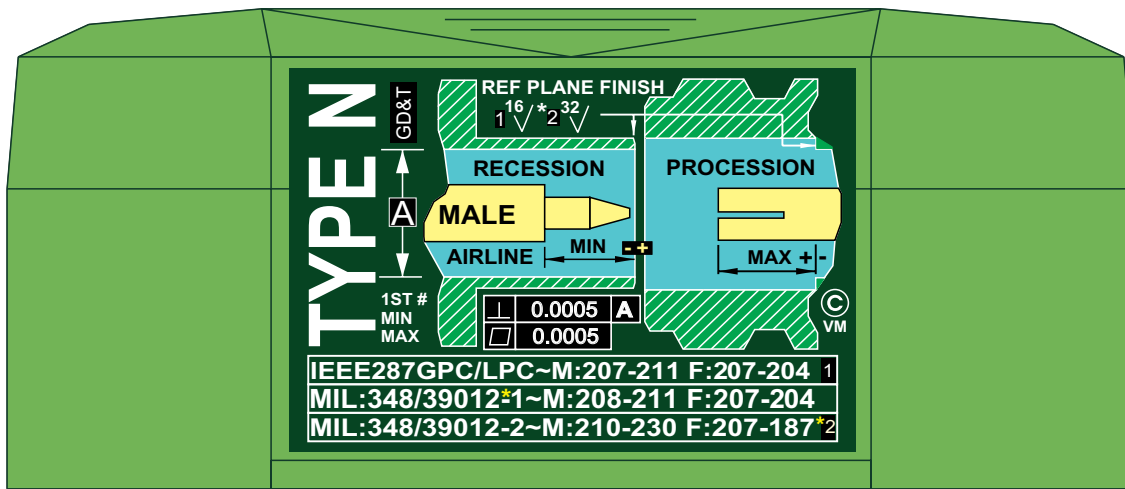 TYPE N
GD&T
A
1ST #
MIN
MAX
REF PLANE FINISH
1 16 *2 32
RECESSION
MALE
AIRLINE
MIN
- +
PROCESSION
MAX + -
⊥ 0.0005 A
⏥ 0.0005
©
VM
IEEE287GPC/LPC~M:207-211 F:207-204 1
MIL:348/39012*-1~M:208-211 F:207-204
MIL:348/39012-2~M:210-230 F:207-187*2